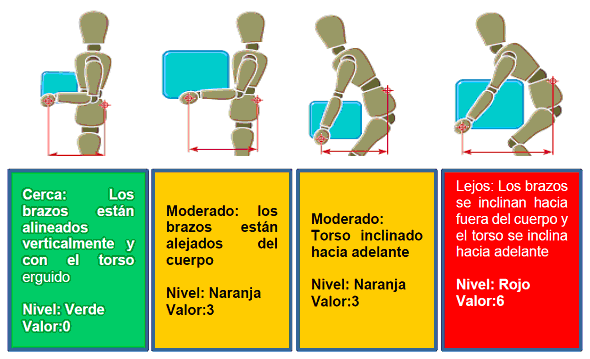 Cerca: Los
brazos están
alineados
verticalmente y
con el torso
erguido
Nivel: Verde
Valor:0
Moderado: los
brazos están
alejados del
cuerpo
Nivel: Naranja
Valor:3
Moderado:
Torso inclinado
hacia adelante
Nivel: Naranja
Valor:3
Lejos: Los brazos
se inclinan hacia
fuera del cuerpo y
el torso se inclina
hacia adelante
Nivel: Rojo
Valor:6